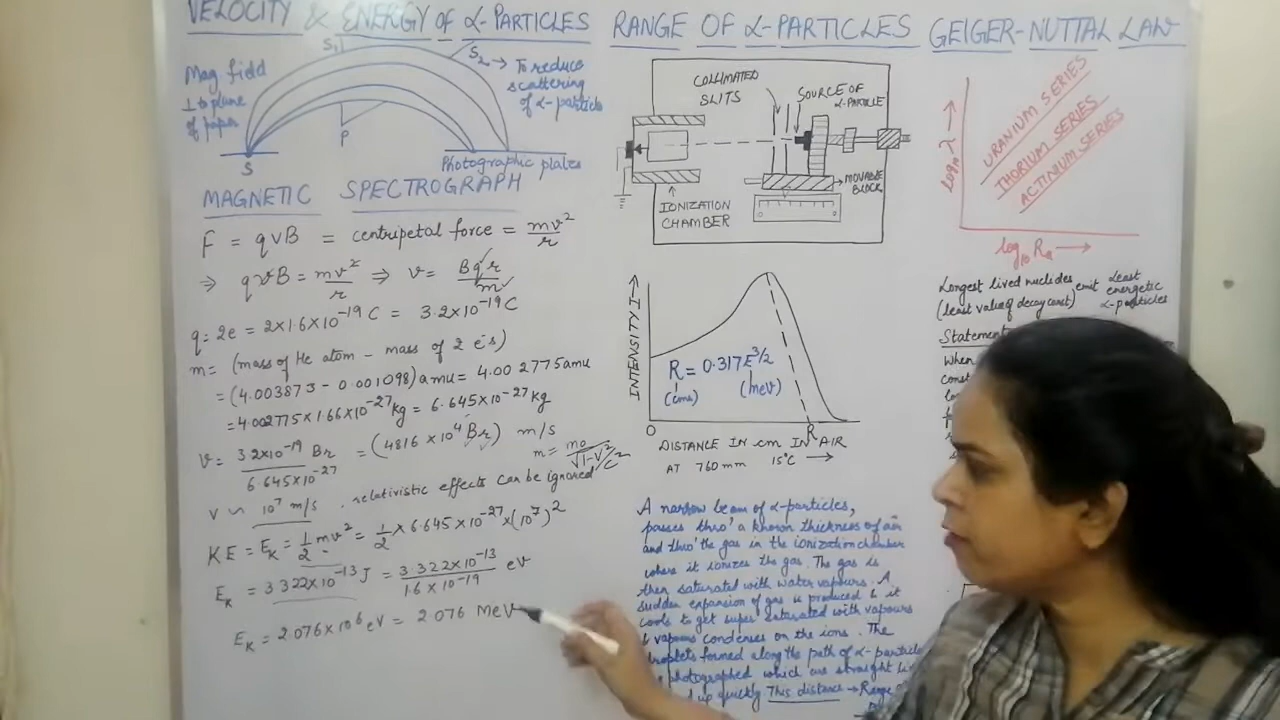 VELOCITY & ENERGY OF α-PARTICLES
S1
S2 → To reduce
scattering
of α-particles
Mag field
⊥ to plane
of paper
P
S
Photographic plates
MAGNETIC SPECTROGRAPH
F = qvB = centripetal force = mv²/r
⇒ qvB = mv²/r ⇒ v = Bqr/m
q = 2e = 2×1.6×10⁻¹⁹ C = 3.2×10⁻¹⁹ C
m = (mass of He atom − mass of 2 e⁻s)
= (4.003873 − 0.001098) amu = 4.002775 amu
= 4.002775×1.66×10⁻²⁷ kg = 6.645×10⁻²⁷ kg
v = 3.2×10⁻¹⁹/6.645×10⁻²⁷ Br = (4816 × 10⁴ Br) m/s
m = m₀/√1−v²/c²
v ~ 10⁷ m/s . relativistic effects can be ignored
KE = E_K = 1/2 mv² = 1/2 × 6.645×10⁻²⁷×(10⁷)²
E_K = 3.322×10⁻¹³ J = 3.322×10⁻¹³/1.6×10⁻¹⁹ eV
E_K = 2.076×10⁶ eV = 2.076 MeV
RANGE OF α-PARTICLES
COLLIMATED
SLITS
SOURCE OF
α-PARTICLE
MOVABLE
BLOCK
IONIZATION
CHAMBER
INTENSITY I →
R = 0.317E^3/2
(cms) (MeV)
O R
DISTANCE IN cm IN AIR
AT 760 mm 15°C →
A narrow beam of α-particles,
passes thro' a known thickness of air
and thro' the gas in the ionization chamber
where it ionizes the gas. The gas is
then saturated with water vapours. A
sudden expansion of gas is produced & it
cools to get super saturated with vapours
& vapours condenses on the ions. The
droplets formed along the path of α-particle
photographed which are straight
up quickly This distance → Range
GEIGER-NUTTAL LAW
log₁₀ λ →
URANIUM SERIES
THORIUM SERIES
ACTINIUM SERIES
log₁₀ Rₐ →
Longest lived nuclides emit least
(least value of decay const) energetic
α-particles
Statement
When
const